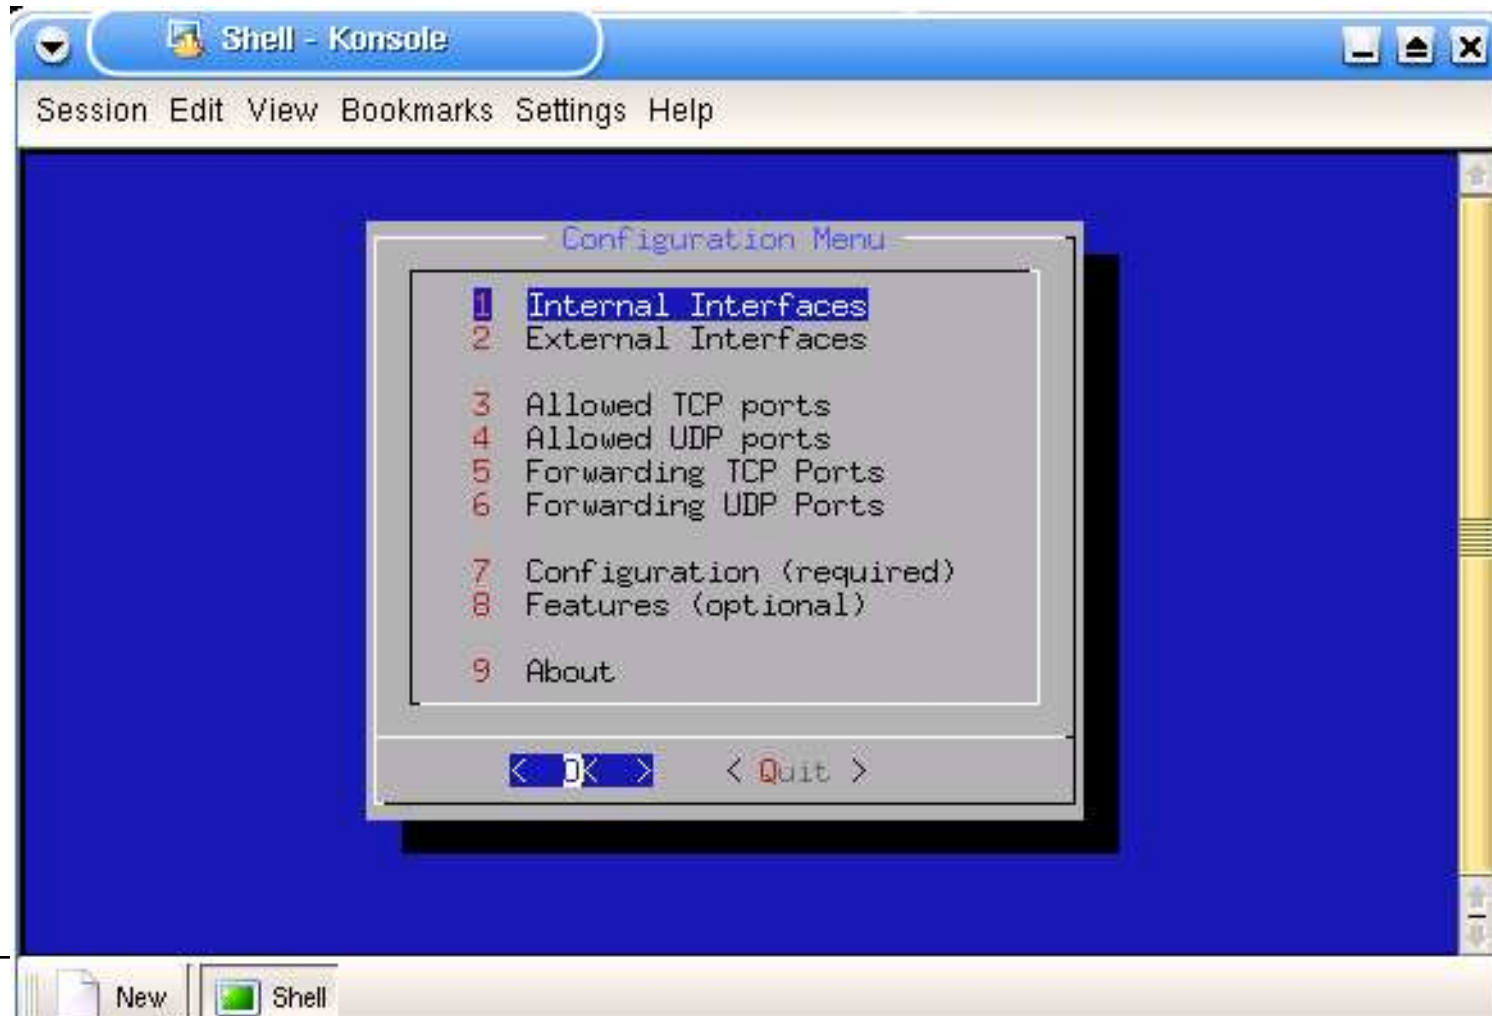 Shell - Konsole
Session Edit View Bookmarks Settings Help
Configuration Menu
1 Internal Interfaces
2 External Interfaces
3 Allowed TCP ports
4 Allowed UDP ports
5 Forwarding TCP Ports
6 Forwarding UDP Ports
7 Configuration (required)
8 Features (optional)
9 About
< OK > < Quit >
New Shell